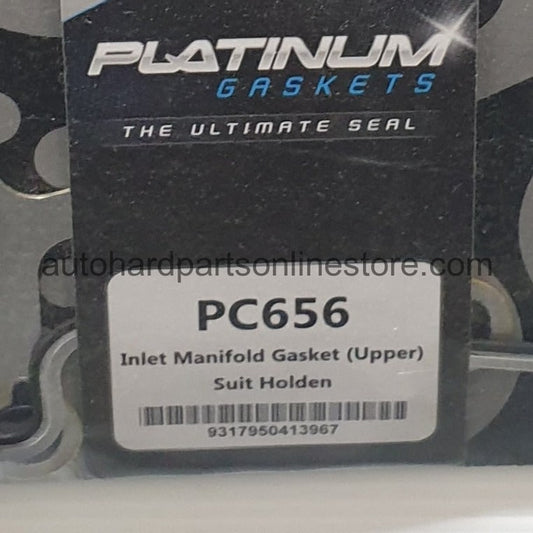 PLATINUM
GASKETS
THE ULTIMATE SEAL
autohardpartsonlinestore.com
PC656
Inlet Manifold Gasket (Upper)
Suit Holden
9317950413967